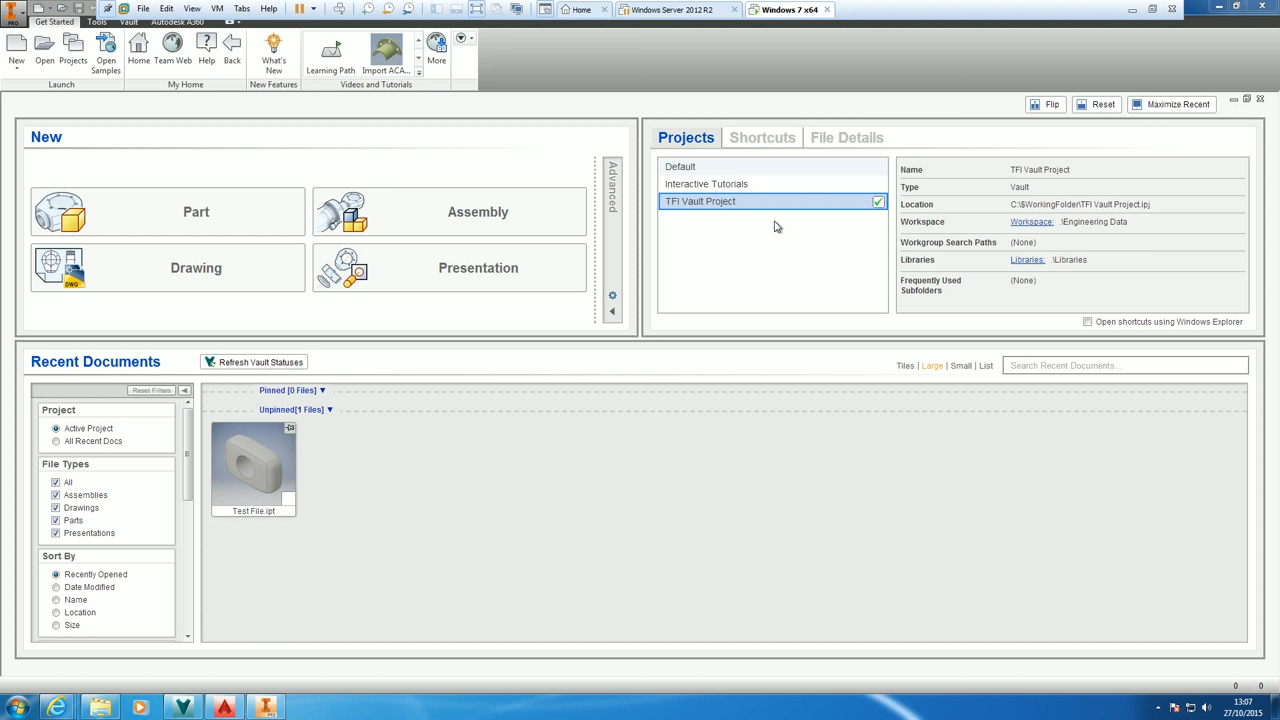 File Edit View VM Tabs Help
Home Windows Server 2012 R2 Windows 7 x64
PRO
Get Started Tools Vault Autodesk A360
New Open Projects Open Samples Home Team Web Help Back What's New Learning Path Import ACA... More
Launch My Home New Features Videos and Tutorials
Flip Reset Maximize Recent
New
Part
Assembly
Drawing
Presentation
DWG
Advanced
Projects Shortcuts File Details
Default
Interactive Tutorials
TFI Vault Project
Name TFI Vault Project
Type Vault
Location C:\$WorkingFolder\TFI Vault Project.ipj
Workspace Workspace: .\Engineering Data
Workgroup Search Paths (None)
Libraries Libraries: .\Libraries
Frequently Used Subfolders (None)
Open shortcuts using Windows Explorer
Recent Documents Refresh Vault Statuses
Tiles | Large | Small | List Search Recent Documents...
Reset Filters
Project
Active Project
All Recent Docs
File Types
All
Assemblies
Drawings
Parts
Presentations
Sort By
Recently Opened
Date Modified
Name
Location
Size
Pinned [0 Files]
Unpinned[1 Files]
Test File.ipt
0 0
13:07
27/10/2015